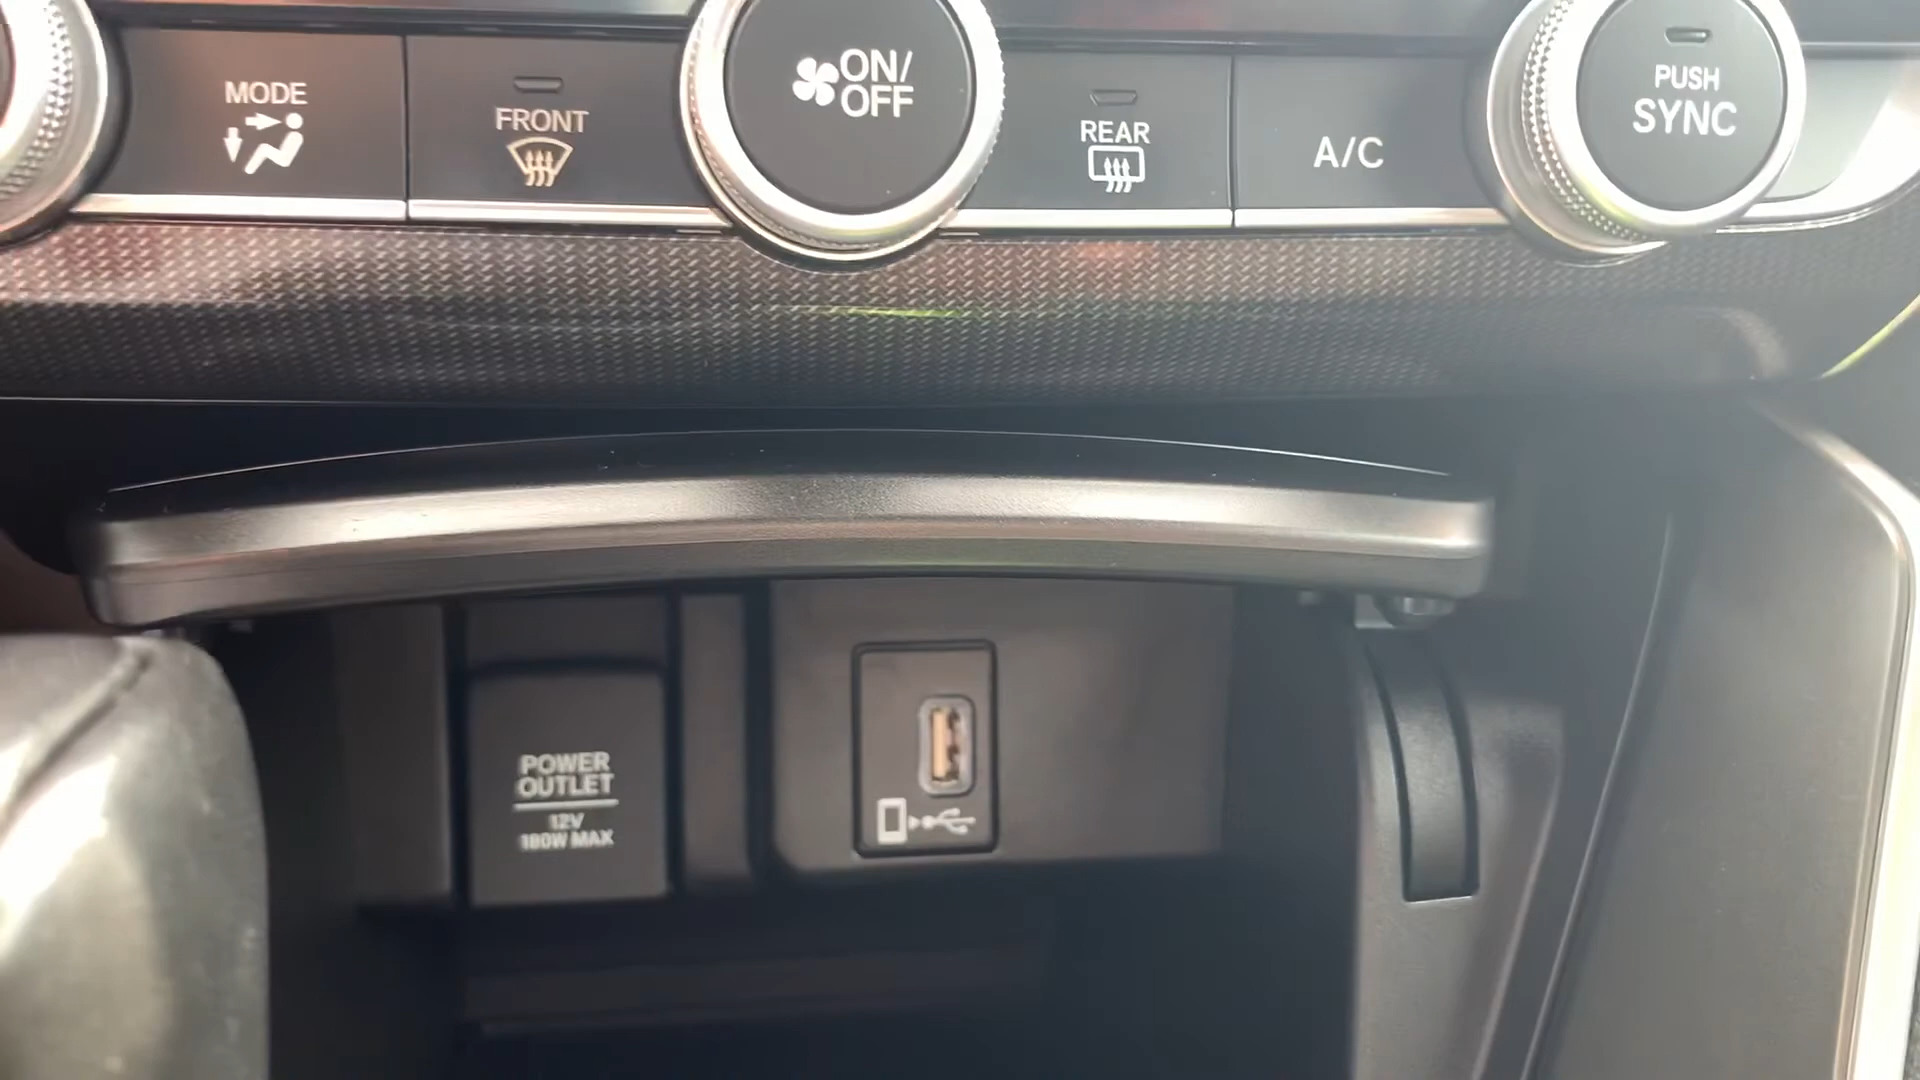 MODE
FRONT
ON/
OFF
REAR
A/C
PUSH
SYNC
POWER
OUTLET
12V
180W MAX